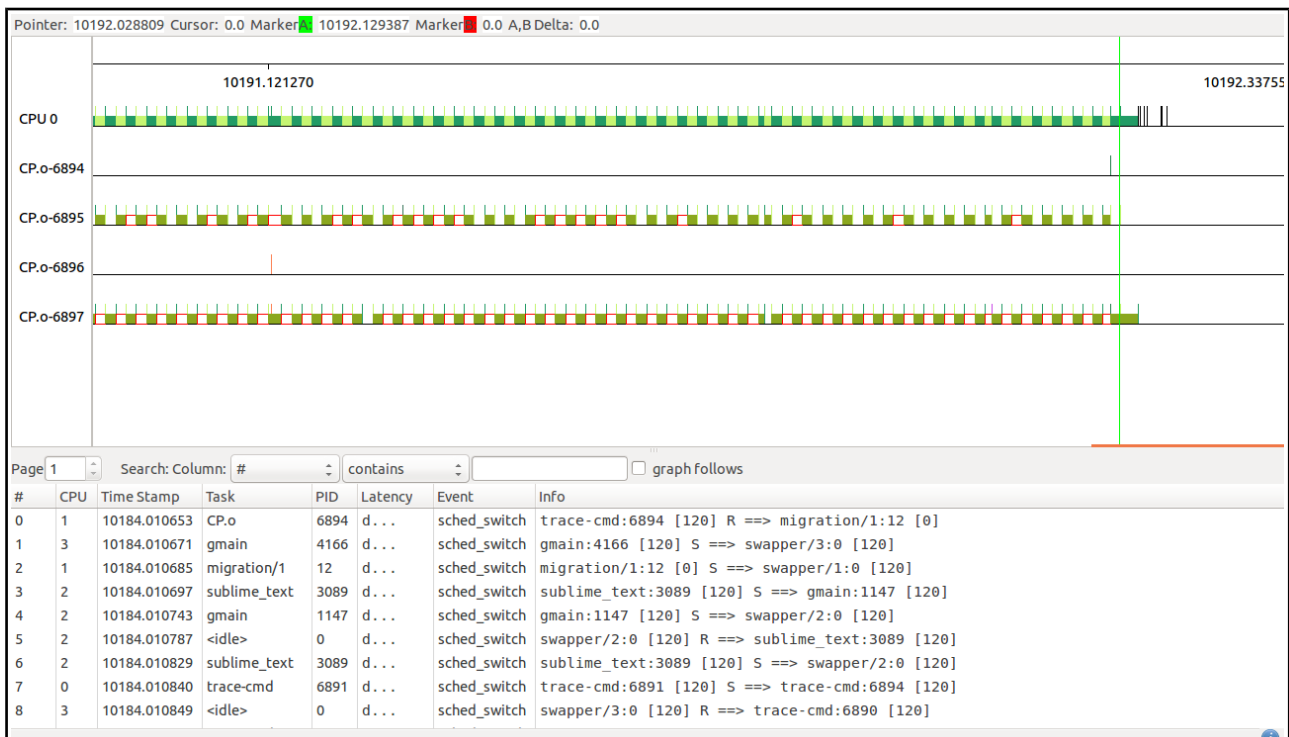 Pointer: 10192.028809 Cursor: 0.0 Marker A: 10192.129387 Marker B: 0.0 A,B Delta: 0.0
10191.121270 10192.33755
CPU 0
CP.o-6894
CP.o-6895
CP.o-6896
CP.o-6897
Page 1 Search: Column: # contains graph follows
# CPU Time Stamp Task PID Latency Event Info
0 1 10184.010653 CP.o 6894 d... sched_switch trace-cmd:6894 [120] R ==> migration/1:12 [0]
1 3 10184.010671 gmain 4166 d... sched_switch gmain:4166 [120] S ==> swapper/3:0 [120]
2 1 10184.010685 migration/1 12 d... sched_switch migration/1:12 [0] S ==> swapper/1:0 [120]
3 2 10184.010697 sublime_text 3089 d... sched_switch sublime_text:3089 [120] S ==> gmain:1147 [120]
4 2 10184.010743 gmain 1147 d... sched_switch gmain:1147 [120] S ==> swapper/2:0 [120]
5 2 10184.010787 <idle> 0 d... sched_switch swapper/2:0 [120] R ==> sublime_text:3089 [120]
6 2 10184.010829 sublime_text 3089 d... sched_switch sublime_text:3089 [120] S ==> swapper/2:0 [120]
7 0 10184.010840 trace-cmd 6891 d... sched_switch trace-cmd:6891 [120] S ==> trace-cmd:6894 [120]
8 3 10184.010849 <idle> 0 d... sched_switch swapper/3:0 [120] R ==> trace-cmd:6890 [120]